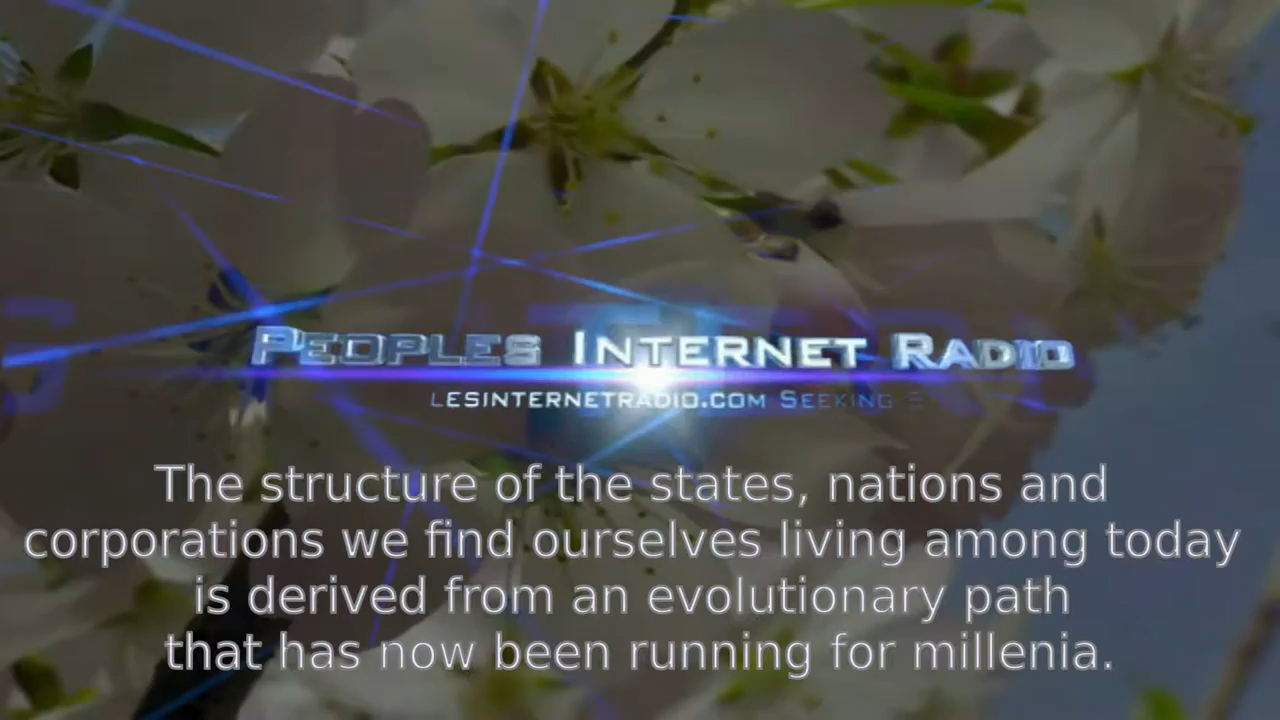 Peoples Internet Radio
lesinternetradio.com Seeking
The structure of the states, nations and
corporations we find ourselves living among today
is derived from an evolutionary path
that has now been running for millenia.